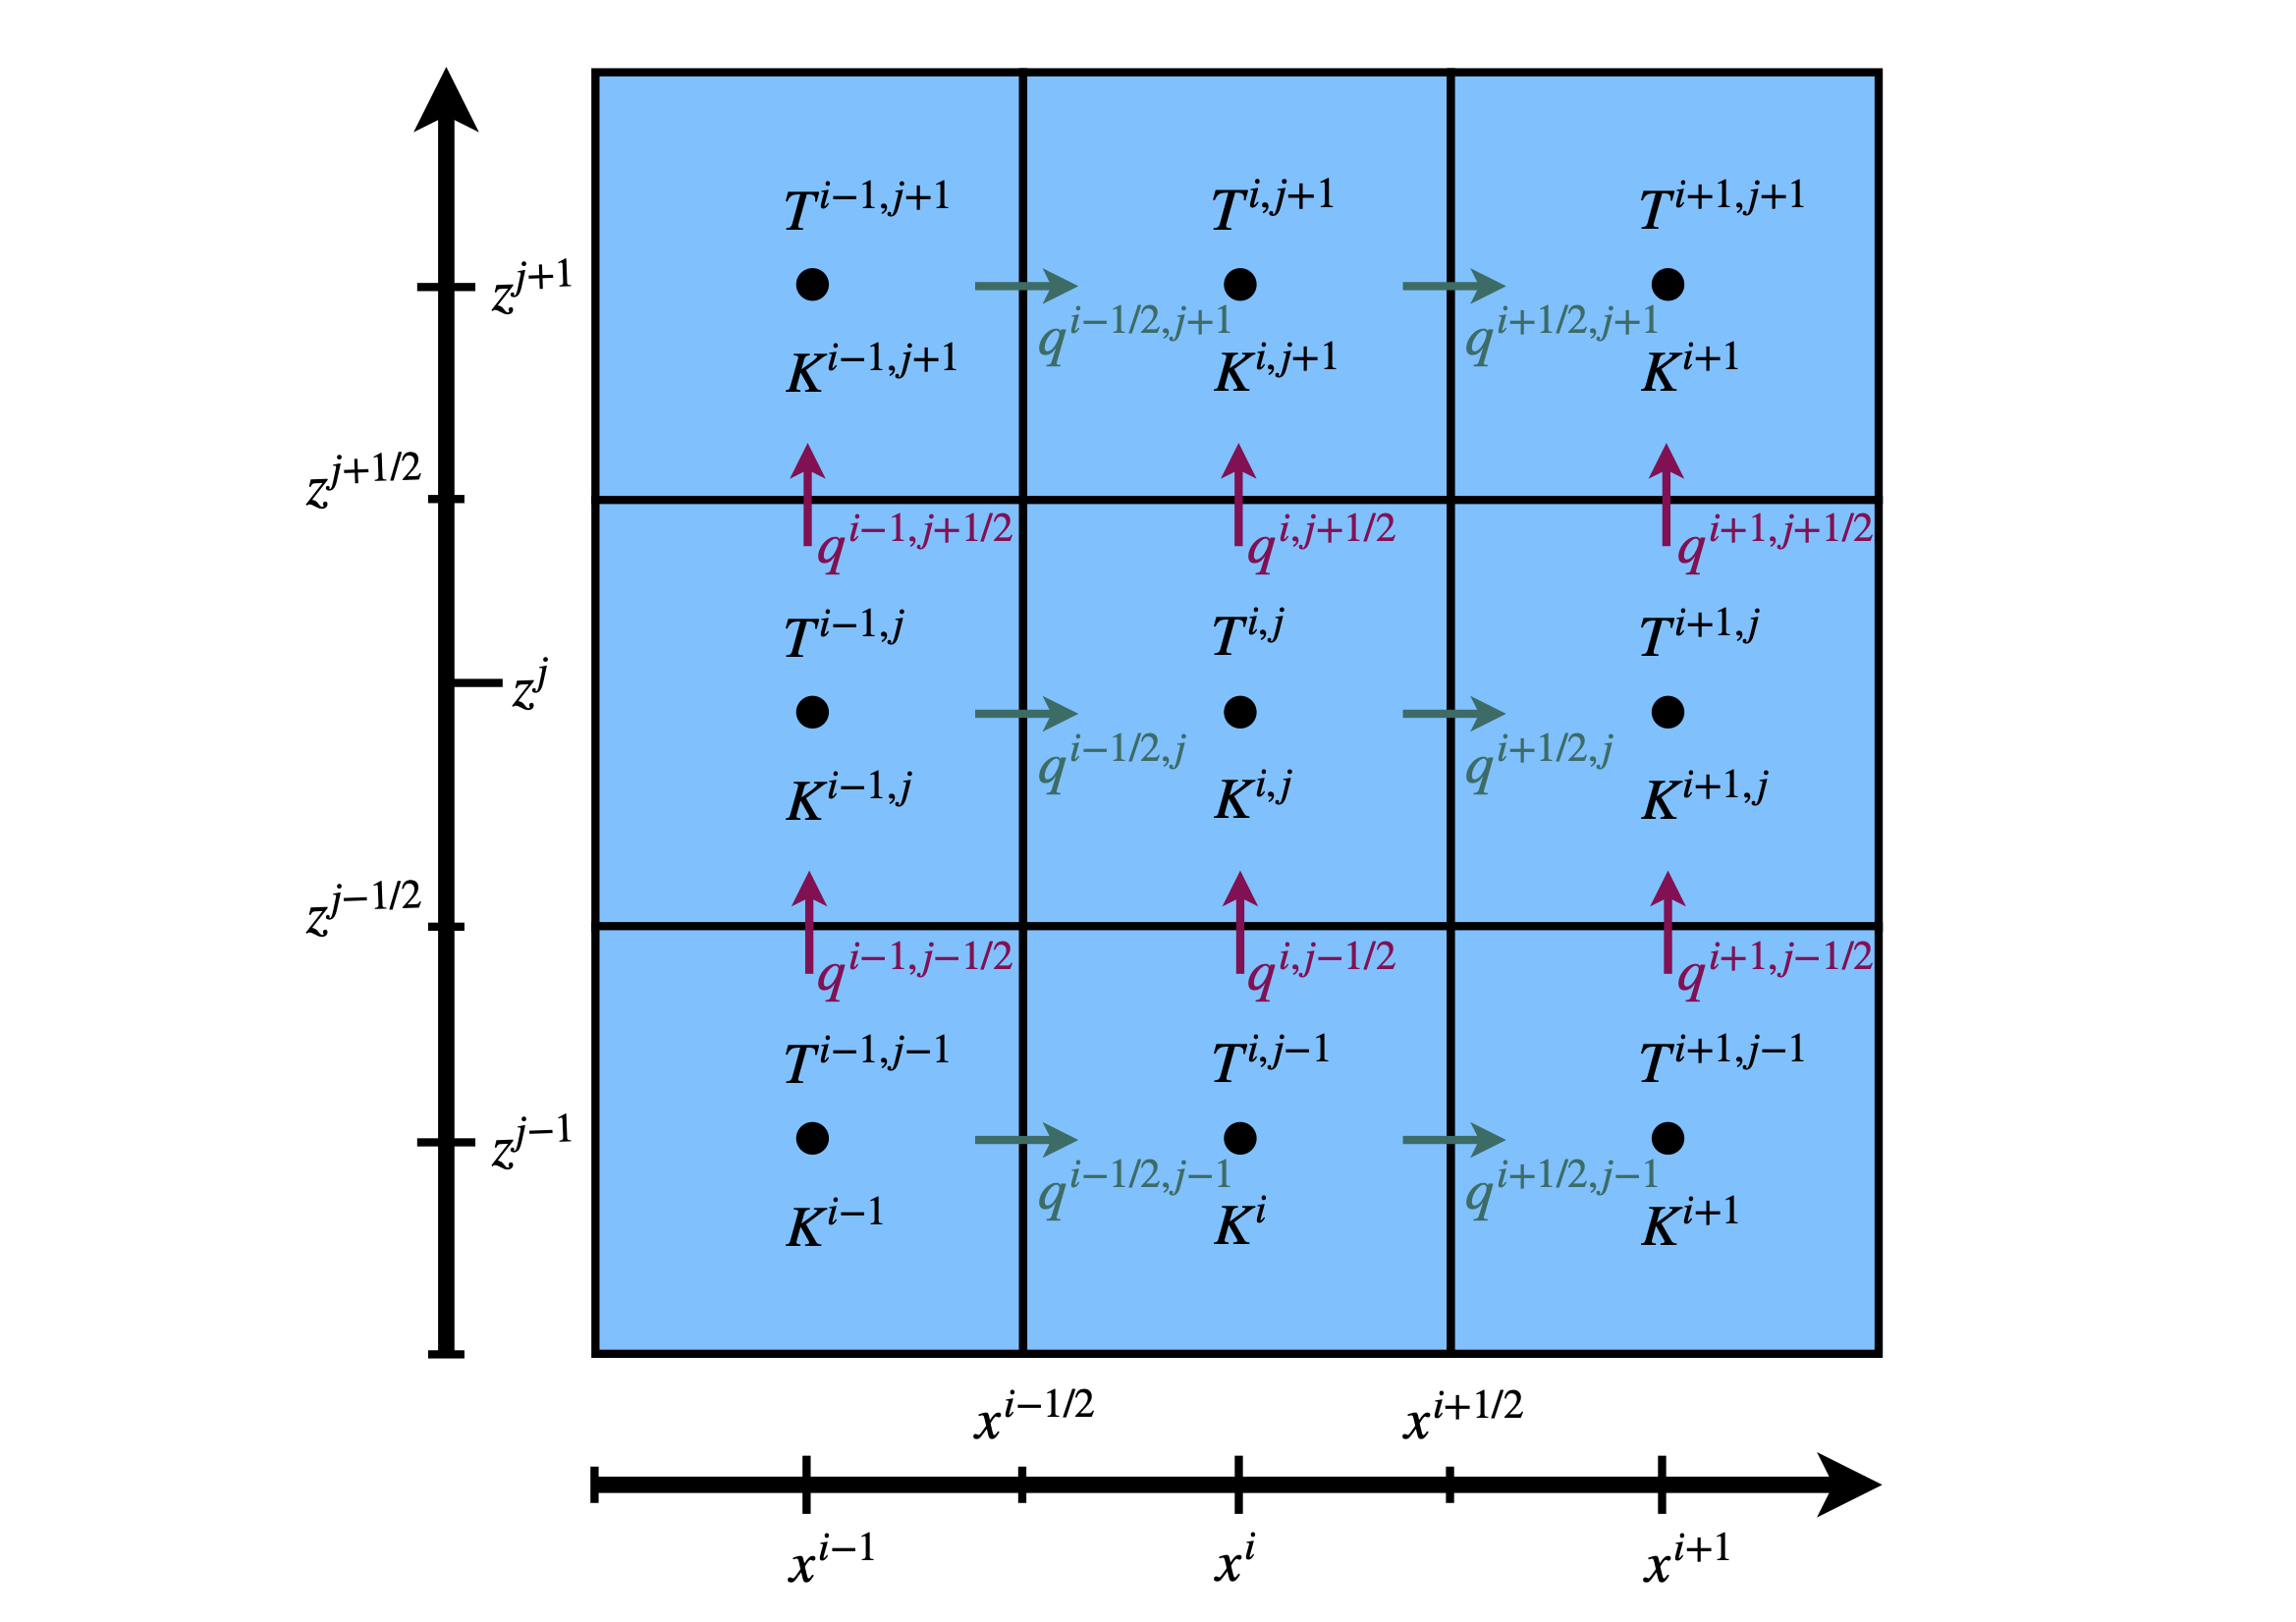 T^{i−1,j+1} T^{i,j+1} T^{i+1,j+1}
z^{j+1}
q^{i−1/2,j+1} q^{i+1/2,j+1}
K^{i−1,j+1} K^{i,j+1} K^{i+1}
z^{j+1/2}
q^{i−1,j+1/2} q^{i,j+1/2} q^{i+1,j+1/2}
T^{i−1,j} T^{i,j} T^{i+1,j}
z^{j}
q^{i−1/2,j} q^{i+1/2,j}
K^{i−1,j} K^{i,j} K^{i+1,j}
z^{j−1/2}
q^{i−1,j−1/2} q^{i,j−1/2} q^{i+1,j−1/2}
T^{i−1,j−1} T^{i,j−1} T^{i+1,j−1}
z^{j−1}
q^{i−1/2,j−1} q^{i+1/2,j−1}
K^{i−1} K^{i} K^{i+1}
x^{i−1/2} x^{i+1/2}
x^{i−1} x^{i} x^{i+1}